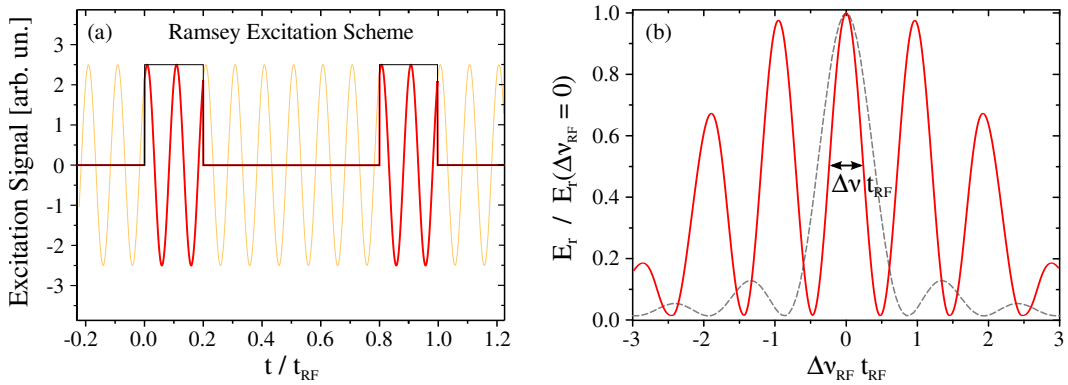 (a) Ramsey Excitation Scheme
Excitation Signal [arb. un.]
3
2
1
0
-1
-2
-3
-0.2 0.0 0.2 0.4 0.6 0.8 1.0 1.2
t / t_RF
(b)
E_r / E_r(Δν_RF = 0)
1.0
0.8
0.6
0.4
0.2
0.0
Δν t_RF
-3 -2 -1 0 1 2 3
Δν_RF t_RF